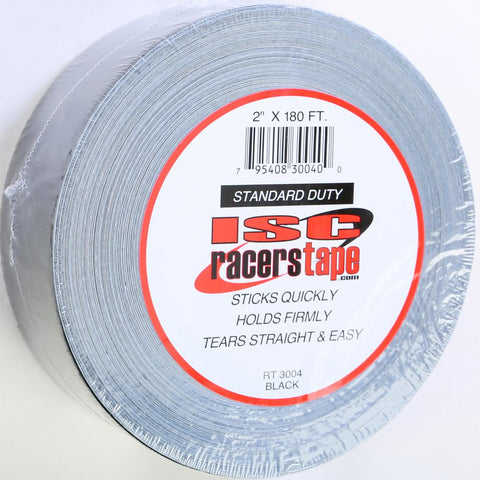 2" X 180 FT.
7 95408 30040 0
STANDARD DUTY
ISC
racerstape
.com
STICKS QUICKLY
HOLDS FIRMLY
TEARS STRAIGHT & EASY
RT 3004
BLACK